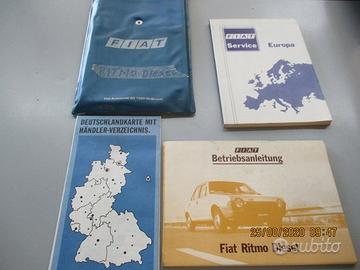 FIAT
RITMO DIESEL
FIAT
Service
Europa
DEUTSCHLANDKARTE MIT
HÄNDLER-VERZEICHNIS.
FIAT
Betriebsanleitung
25/08/2020 09:47
Fiat Ritmo Diesel
subito